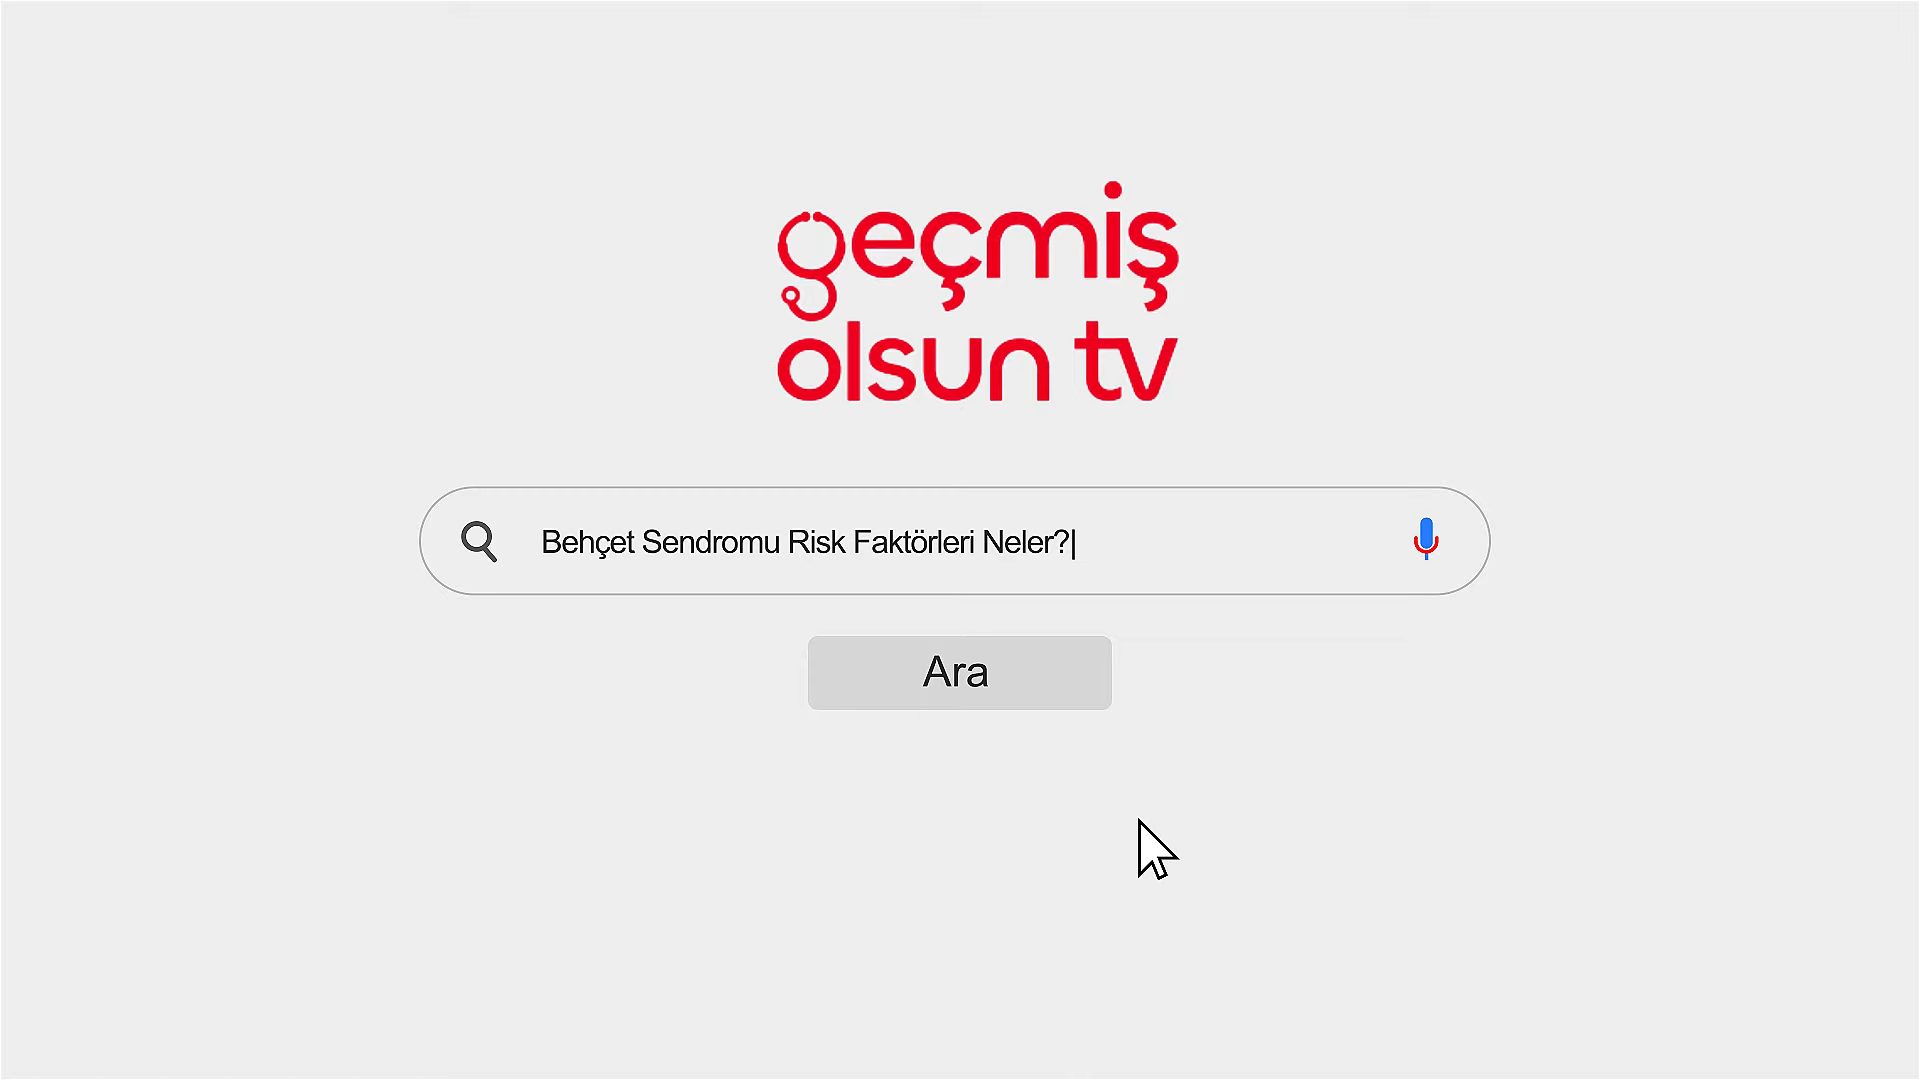 geçmiş
olsun tv
Behçet Sendromu Risk Faktörleri Neler?
Ara